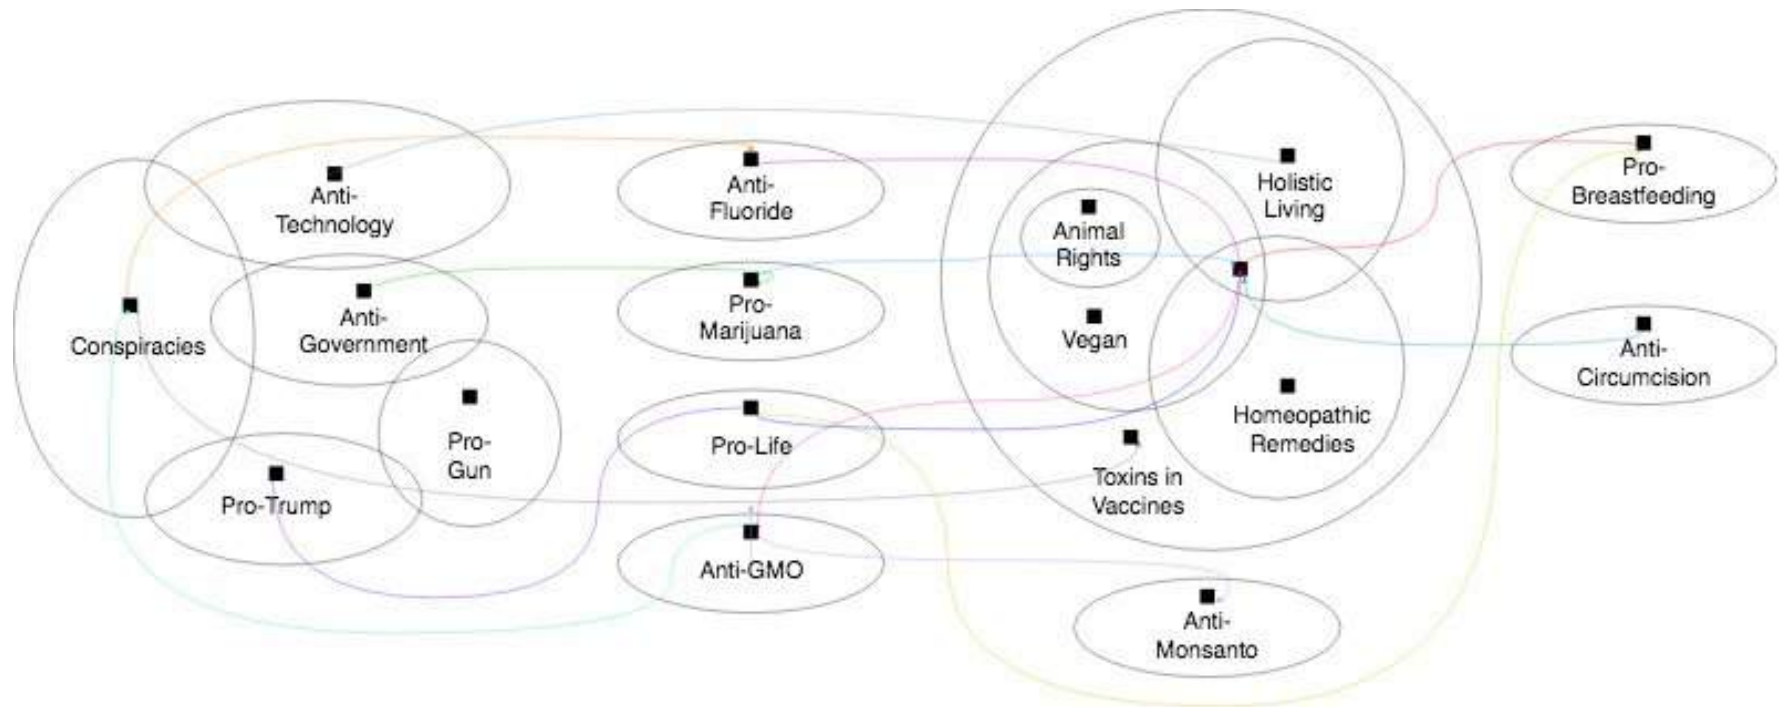 Anti-
Technology
Conspiracies
Anti-
Government
Pro-
Gun
Pro-Trump
Anti-
Fluoride
Pro-
Marijuana
Pro-Life
Anti-GMO
Holistic
Living
Animal
Rights
Vegan
Homeopathic
Remedies
Toxins in
Vaccines
Anti-
Monsanto
Pro-
Breastfeeding
Anti-
Circumcision